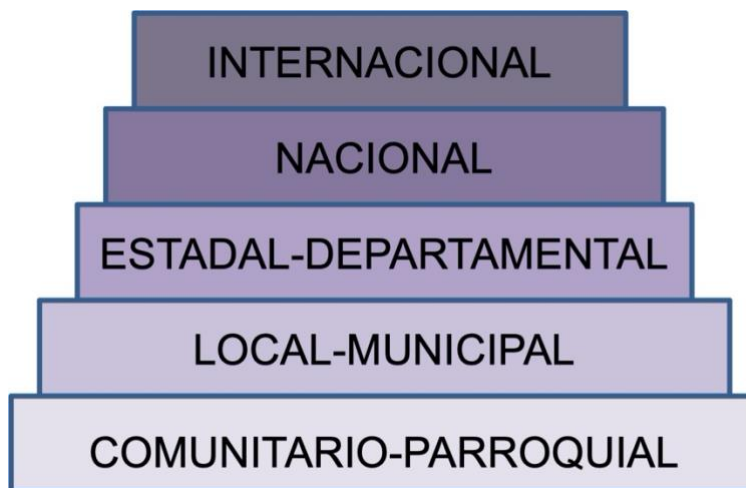 INTERNACIONAL
NACIONAL
ESTADAL-DEPARTAMENTAL
LOCAL-MUNICIPAL
COMUNITARIO-PARROQUIAL